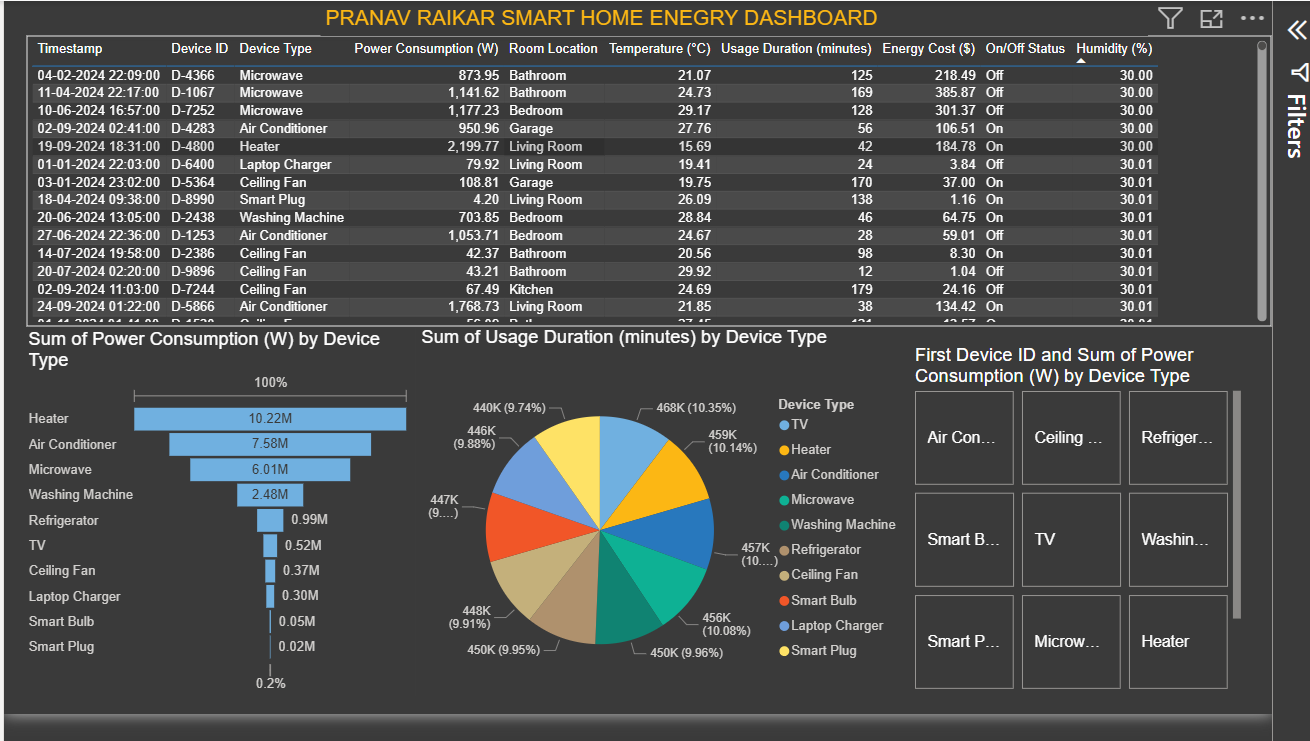 PRANAV RAIKAR SMART HOME ENEGRY DASHBOARD
Timestamp Device ID Device Type Power Consumption (W) Room Location Temperature (°C) Usage Duration (minutes) Energy Cost ($) On/Off Status Humidity (%)
04-02-2024 22:09:00 D-4366 Microwave 873.95 Bathroom 21.07 125 218.49 Off 30.00
11-04-2024 22:17:00 D-1067 Microwave 1,141.62 Bathroom 24.73 169 385.87 Off 30.00
10-06-2024 16:57:00 D-7252 Microwave 1,177.23 Bedroom 29.17 128 301.37 Off 30.00
02-09-2024 02:41:00 D-4283 Air Conditioner 950.96 Garage 27.76 56 106.51 On 30.00
19-09-2024 18:31:00 D-4800 Heater 2,199.77 Living Room 15.69 42 184.78 On 30.00
01-01-2024 22:03:00 D-6400 Laptop Charger 79.92 Living Room 19.41 24 3.84 Off 30.01
03-01-2024 23:02:00 D-5364 Ceiling Fan 108.81 Garage 19.75 170 37.00 On 30.01
18-04-2024 09:38:00 D-8990 Smart Plug 4.20 Living Room 26.09 138 1.16 On 30.01
20-06-2024 13:05:00 D-2438 Washing Machine 703.85 Bedroom 28.84 46 64.75 On 30.01
27-06-2024 22:36:00 D-1253 Air Conditioner 1,053.71 Bedroom 24.67 28 59.01 Off 30.01
14-07-2024 19:58:00 D-2386 Ceiling Fan 42.37 Bathroom 20.56 98 8.30 On 30.01
20-07-2024 02:20:00 D-9896 Ceiling Fan 43.21 Bathroom 29.92 12 1.04 Off 30.01
02-09-2024 11:03:00 D-7244 Ceiling Fan 67.49 Kitchen 24.69 179 24.16 Off 30.01
24-09-2024 01:22:00 D-5866 Air Conditioner 1,768.73 Living Room 21.85 38 134.42 On 30.01
Filters
Sum of Power Consumption (W) by Device
Type
100%
Heater 10.22M
Air Conditioner 7.58M
Microwave 6.01M
Washing Machine 2.48M
Refrigerator 0.99M
TV 0.52M
Ceiling Fan 0.37M
Laptop Charger 0.30M
Smart Bulb 0.05M
Smart Plug 0.02M
0.2%
Sum of Usage Duration (minutes) by Device Type
468K (10.35%)
459K
(10.14%)
457K
(10....)
456K
(10.08%)
450K (9.96%)
450K (9.95%)
448K
(9.91%)
447K
(9....)
446K
(9.88%)
440K (9.74%)
Device Type
TV
Heater
Air Conditioner
Microwave
Washing Machine
Refrigerator
Ceiling Fan
Smart Bulb
Laptop Charger
Smart Plug
First Device ID and Sum of Power
Consumption (W) by Device Type
Air Con... Ceiling ... Refriger...
Smart B... TV Washin...
Smart P... Microw... Heater